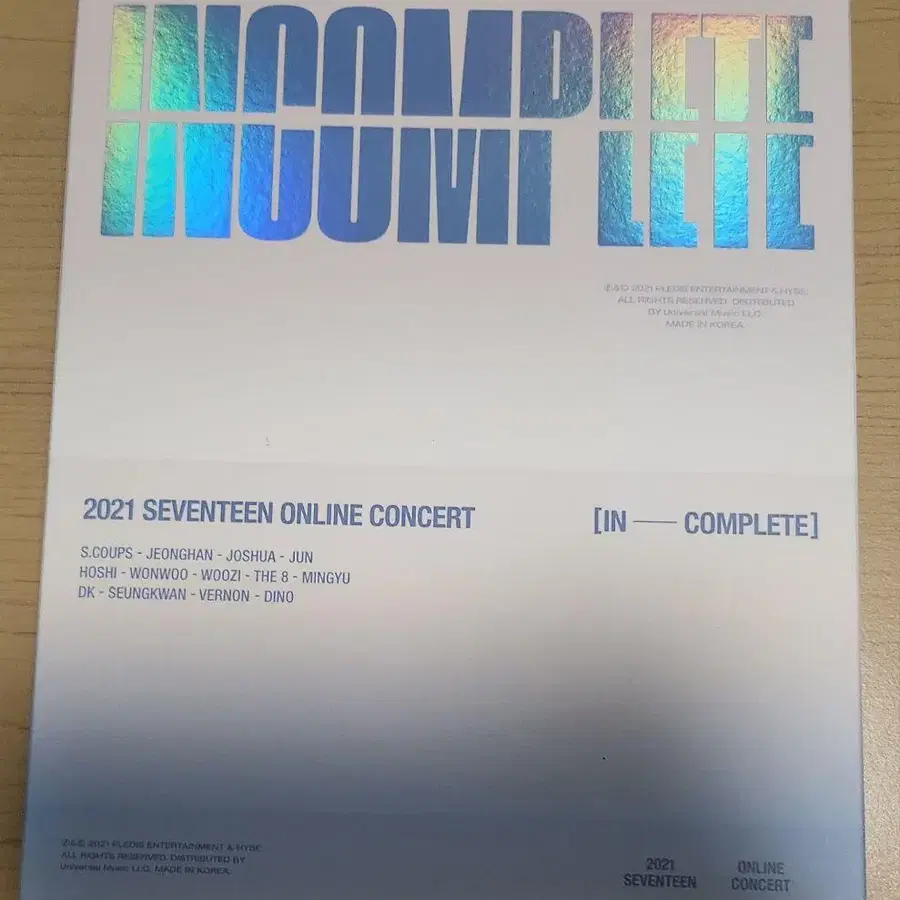 INCOMPLETE
℗&© 2021 PLEDIS ENTERTAINMENT & HYBE.
ALL RIGHTS RESERVED. DISTRIBUTED
BY Universal Music LLC.
MADE IN KOREA.
2021 SEVENTEEN ONLINE CONCERT
[IN — COMPLETE]
S.COUPS - JEONGHAN - JOSHUA - JUN
HOSHI - WONWOO - WOOZI - THE 8 - MINGYU
DK - SEUNGKWAN - VERNON - DINO
℗&© 2021 PLEDIS ENTERTAINMENT & HYBE.
ALL RIGHTS RESERVED. DISTRIBUTED BY
Universal Music LLC. MADE IN KOREA.
2021
SEVENTEEN
ONLINE
CONCERT